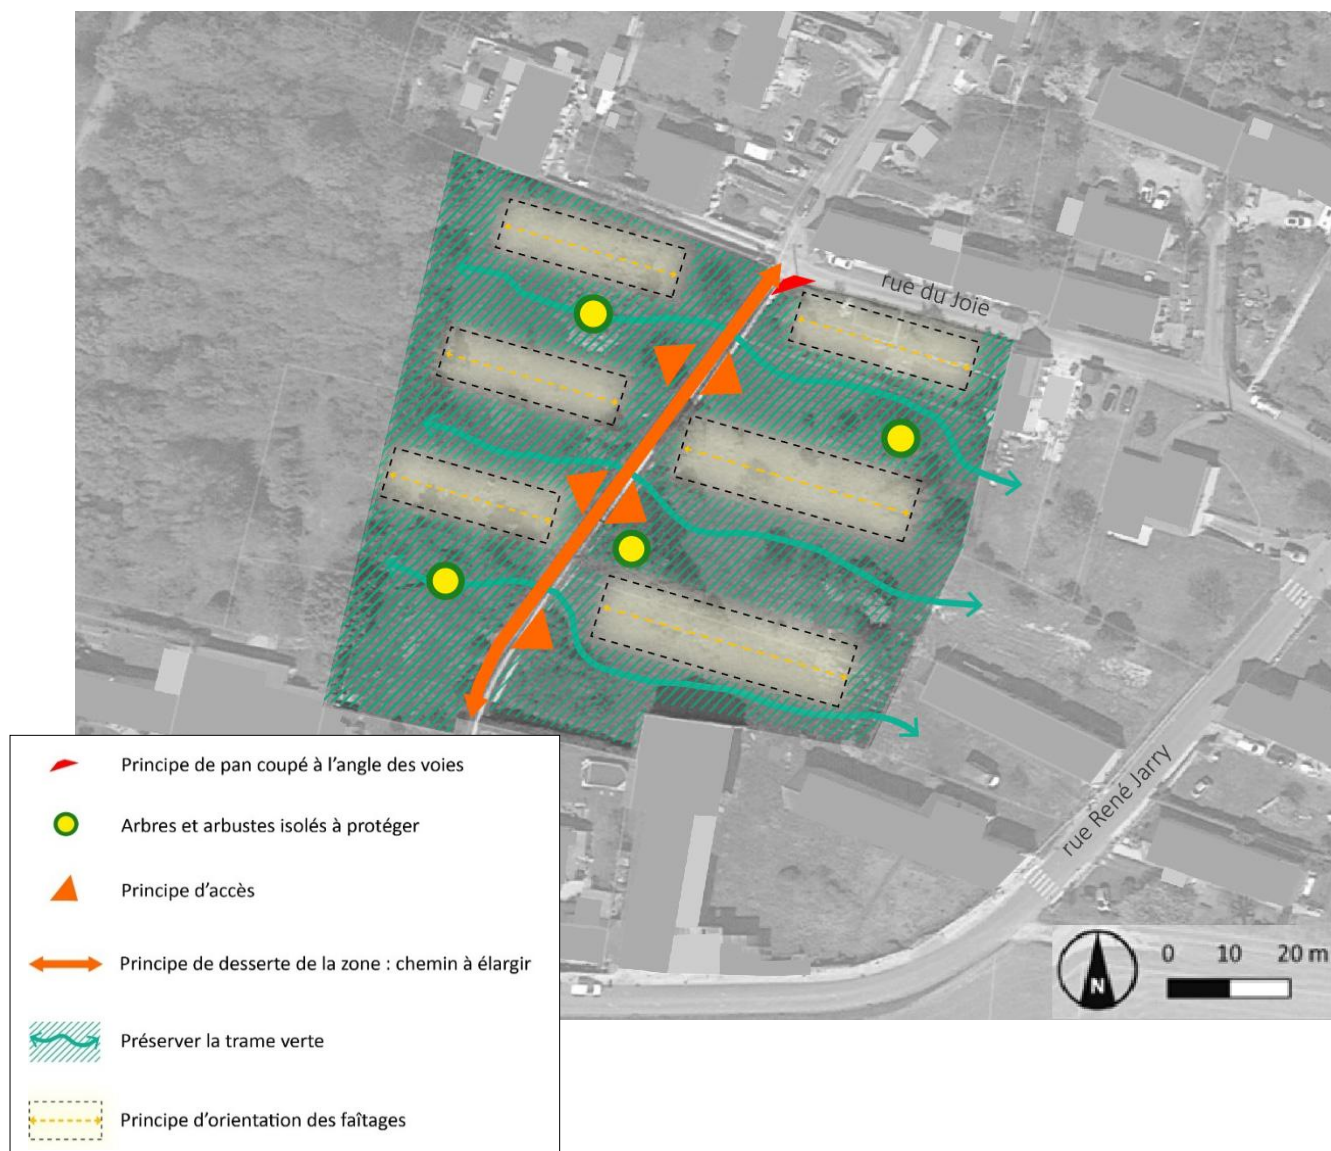 rue du Joie
rue René Jarry
Principe de pan coupé à l'angle des voies
Arbres et arbustes isolés à protéger
Principe d'accès
Principe de desserte de la zone : chemin à élargir
Préserver la trame verte
Principe d'orientation des faîtages
N
0 10 20 m